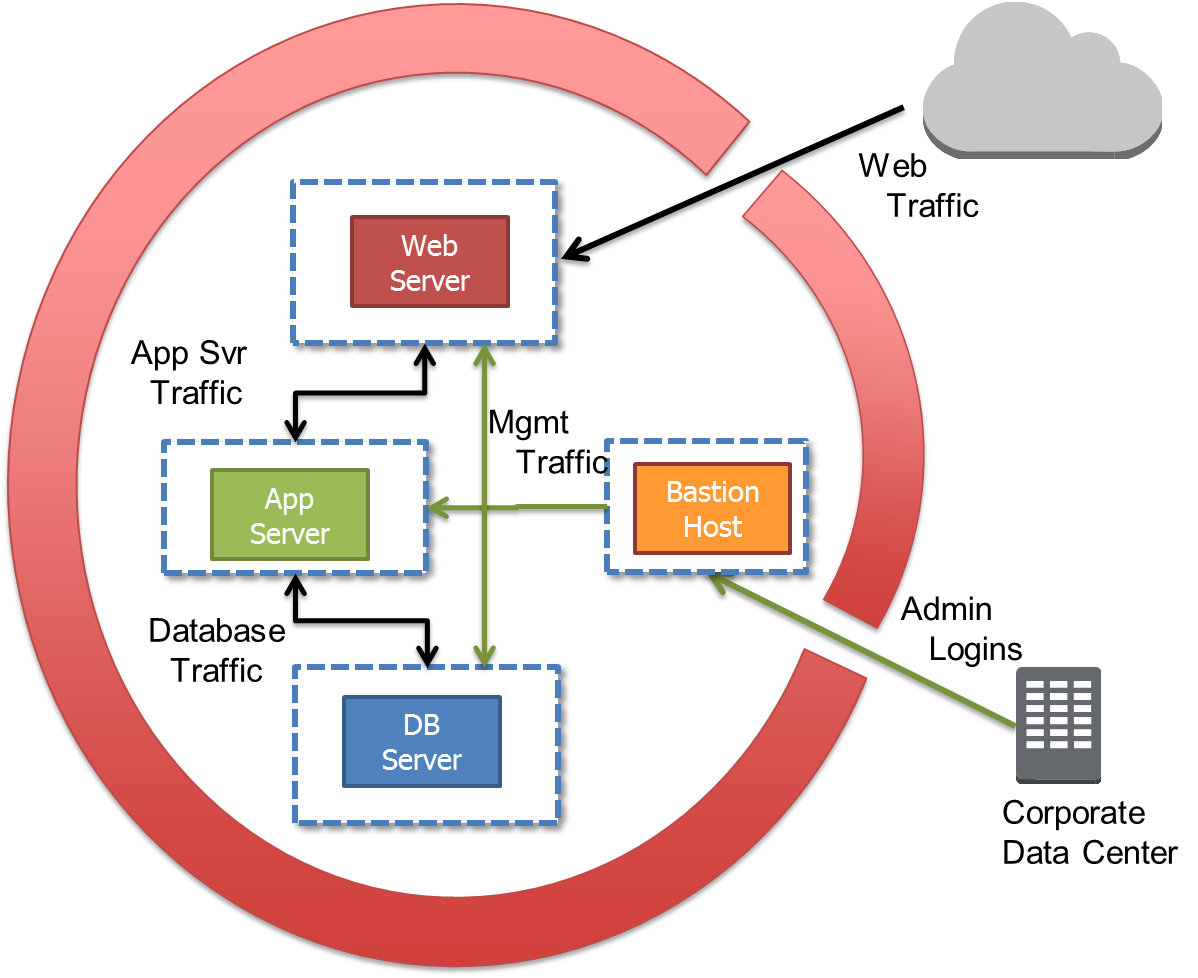 Web
Traffic
Web
Server
App Svr
Traffic
Mgmt
Traffic
App
Server
Bastion
Host
Database
Traffic
Admin
Logins
DB
Server
Corporate
Data Center